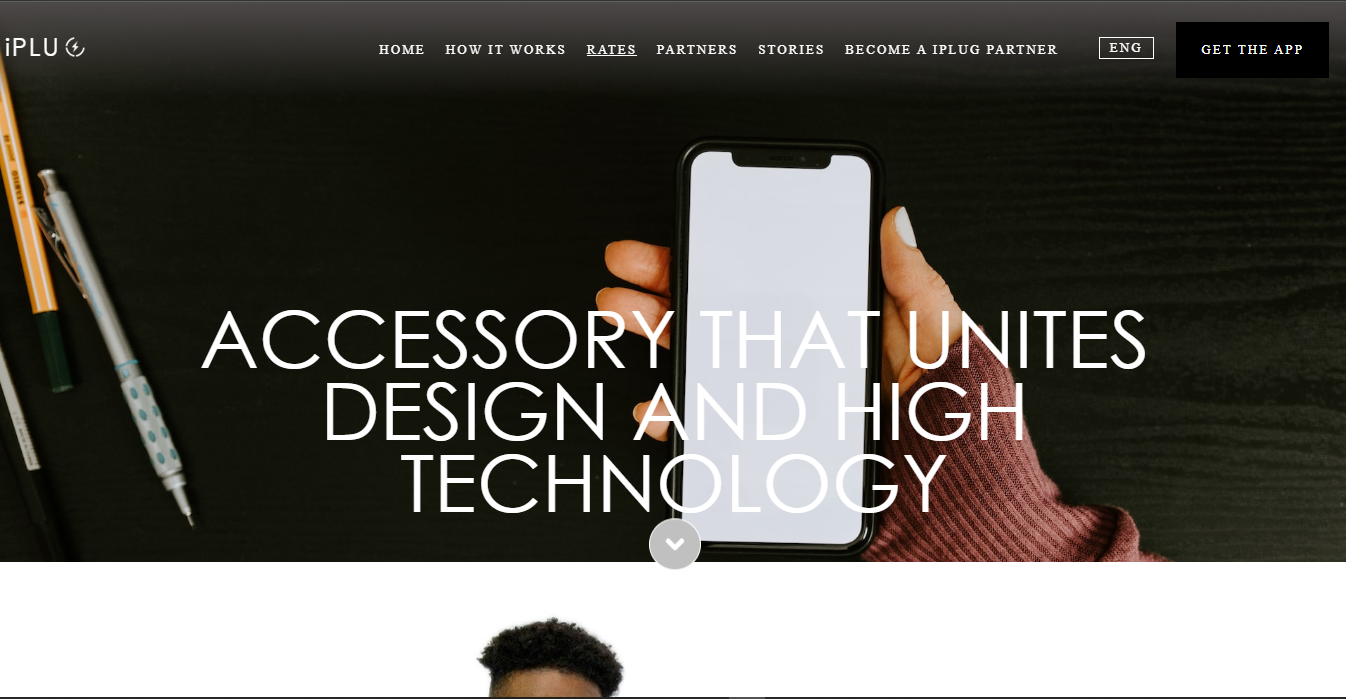 iPLU
HOME HOW IT WORKS RATES PARTNERS STORIES BECOME A IPLUG PARTNER ENG GET THE APP
ACCESSORY THAT UNITES
DESIGN AND HIGH
TECHNOLOGY